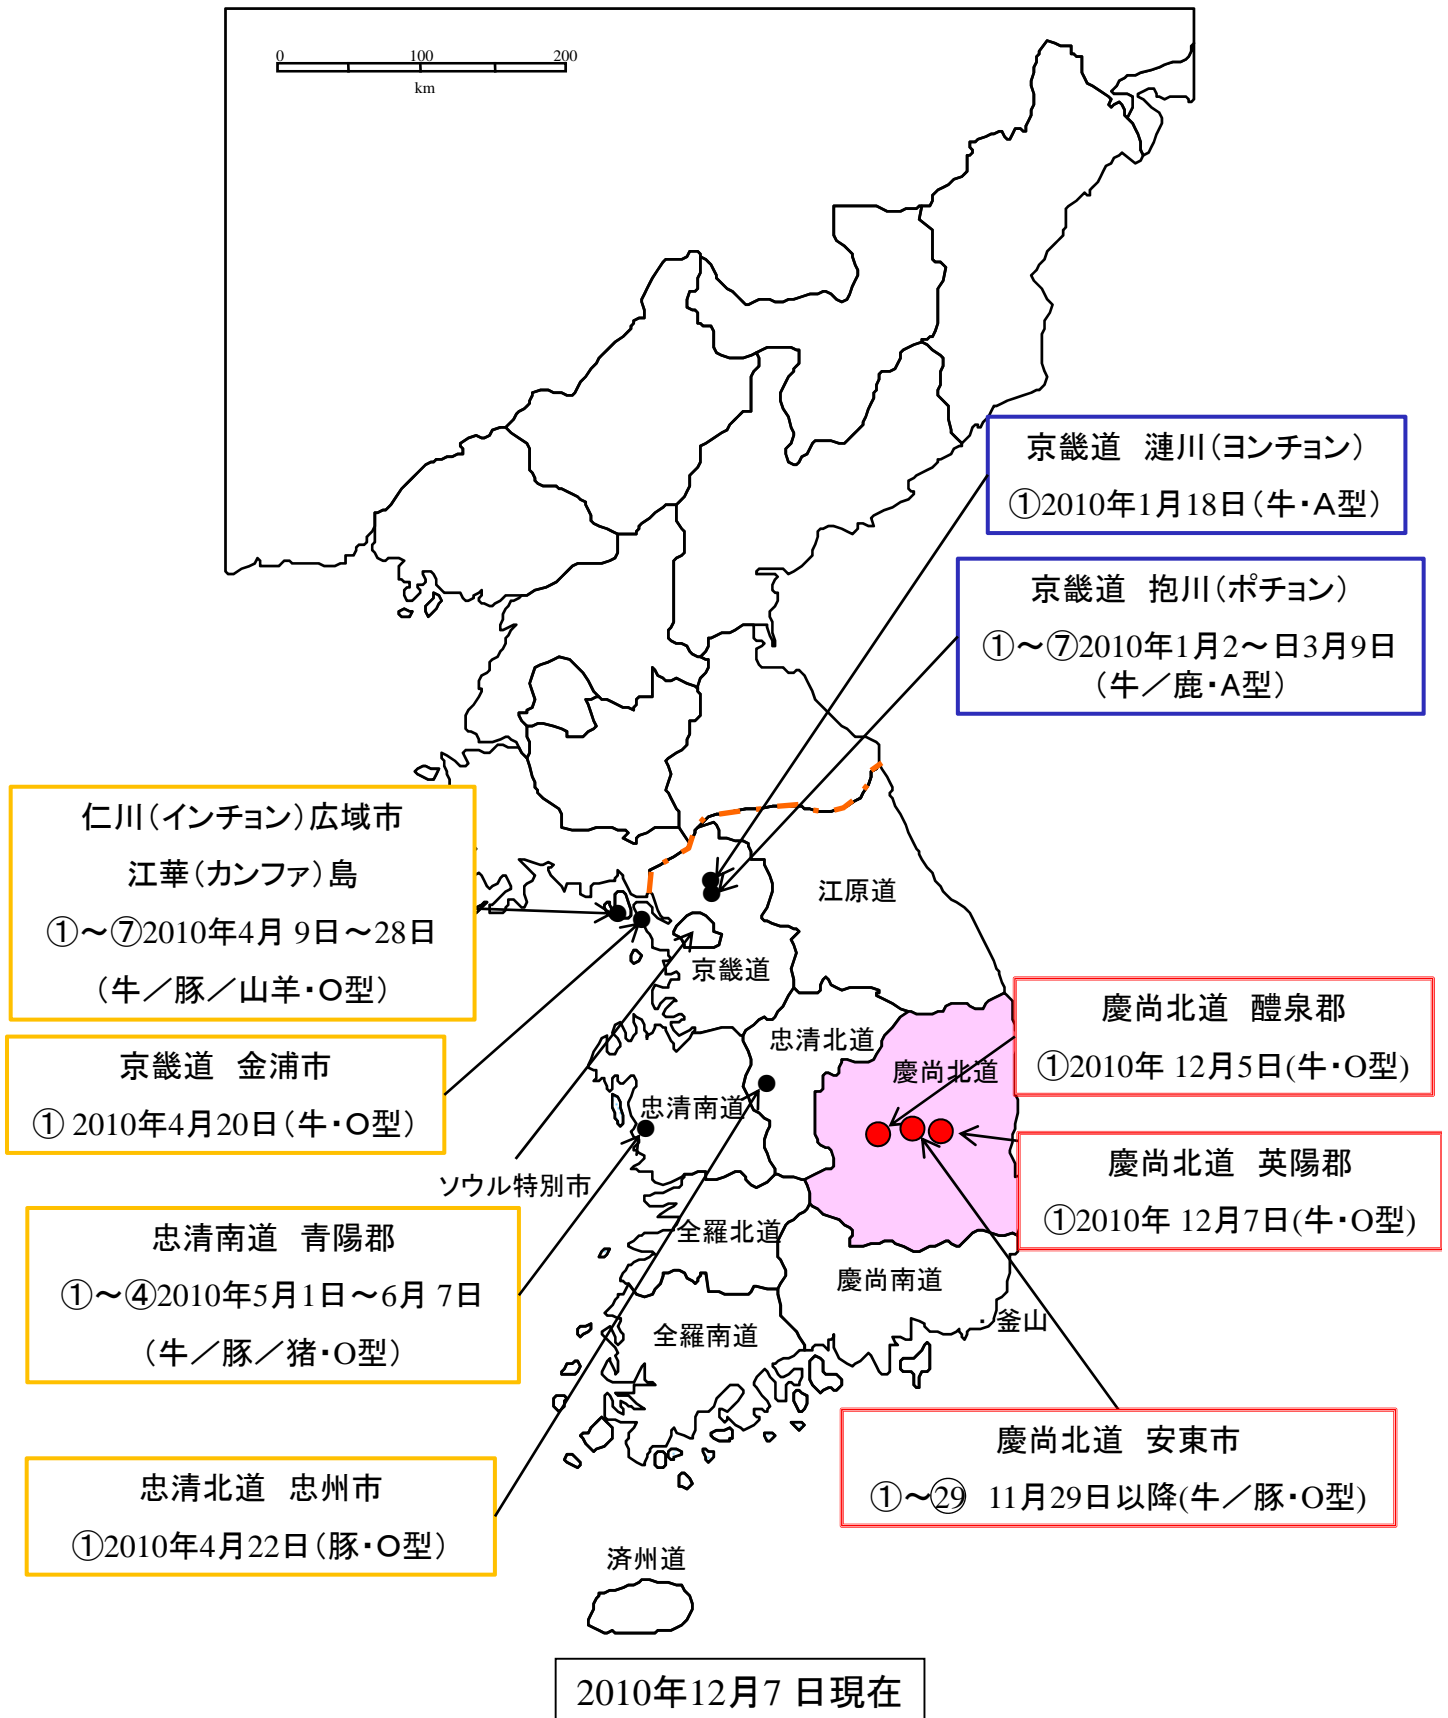 0 100 200
km
京畿道 漣川(ヨンチョン)
①2010年1月18日(牛・A型)
京畿道 抱川(ポチョン)
①～⑦2010年1月2～日3月9日
(牛／鹿・A型)
仁川(インチョン)広域市
江華(カンファ)島
①～⑦2010年4月 9日～28日
(牛／豚／山羊・O型)
江原道
京畿道
京畿道 金浦市
① 2010年4月20日(牛・O型)
忠清北道
慶尚北道
慶尚北道 醴泉郡
①2010年 12月5日(牛・O型)
忠清南道
ソウル特別市
慶尚北道 英陽郡
①2010年 12月7日(牛・O型)
忠清南道 青陽郡
①～④2010年5月1日～6月 7日
(牛／豚／猪・O型)
全羅北道
慶尚南道
・釜山
全羅南道
慶尚北道 安東市
①～㉙ 11月29日以降(牛／豚・O型)
忠清北道 忠州市
①2010年4月22日(豚・O型)
済州道
2010年12月7 日現在